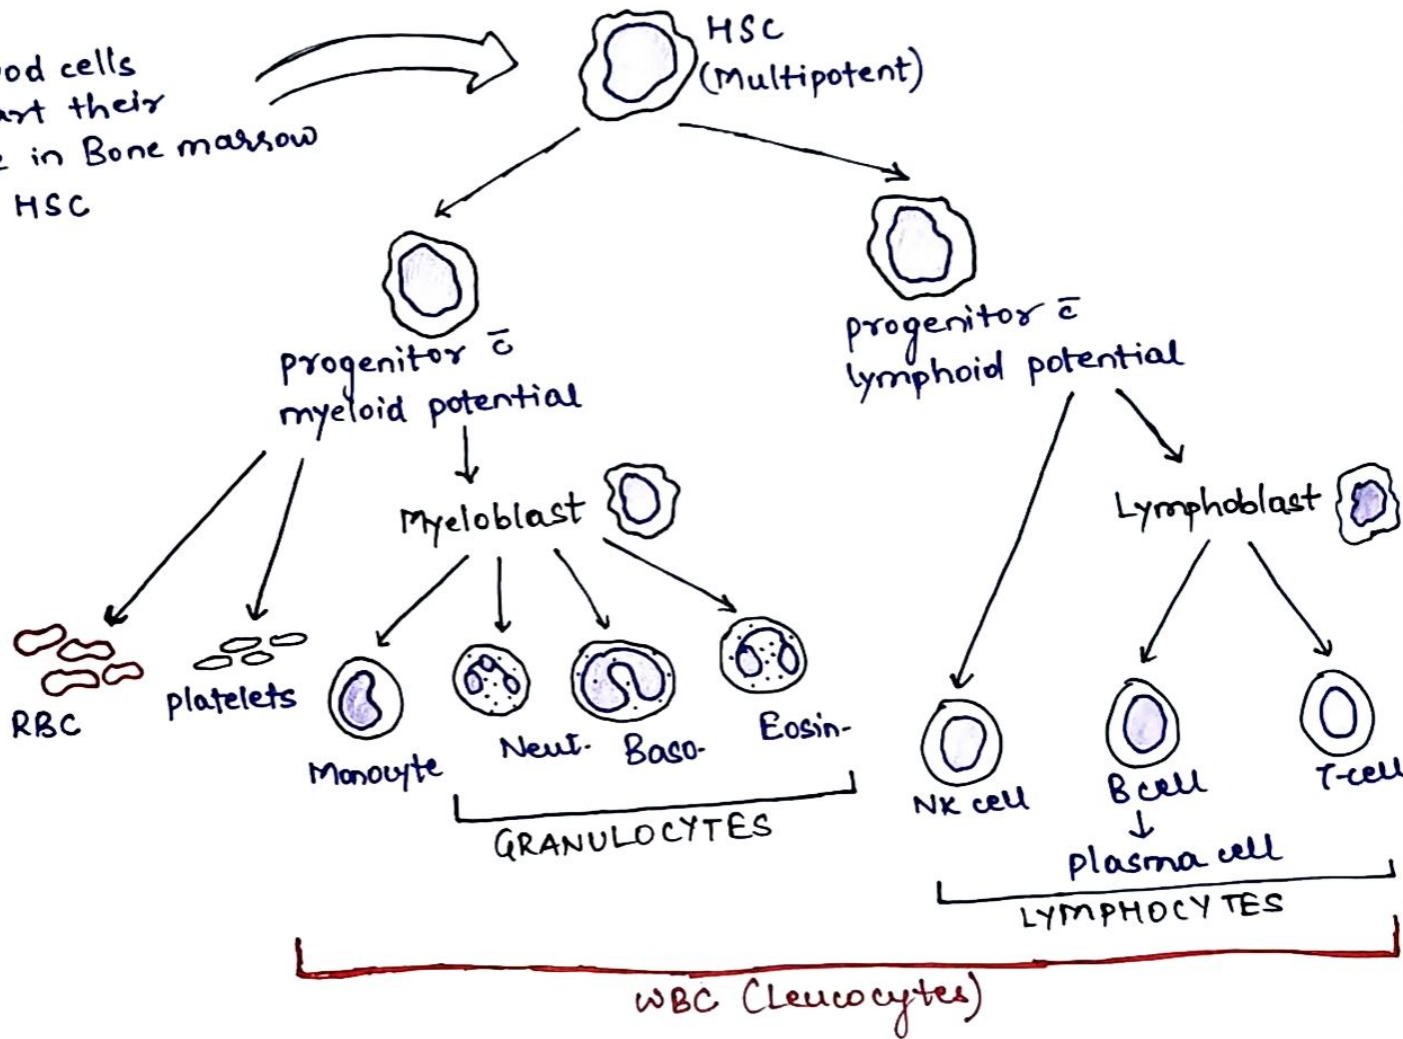 HSC
(Multipotent)
od cells
art their
e in Bone marrow
HSC
progenitor c̄
myeloid potential
progenitor c̄
lymphoid potential
Myeloblast
Lymphoblast
RBC
platelets
Monocyte
Neut-
Baso-
Eosin-
NK cell
B cell
T-cell
plasma cell
GRANULOCYTES
LYMPHOCYTES
WBC (Leucocytes)